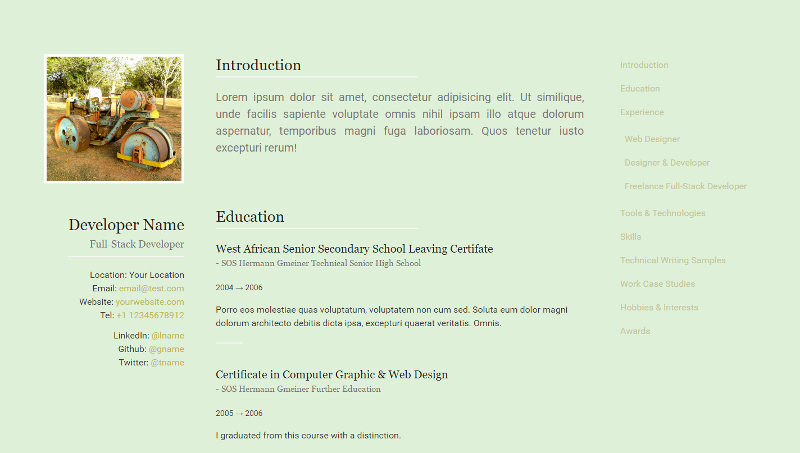 Developer Name
Full-Stack Developer
Location: Your Location
Email: email@test.com
Website: yourwebsite.com
Tel: +1 12345678912
LinkedIn: @lname
Github: @gname
Twitter: @tname
Introduction
Lorem ipsum dolor sit amet, consectetur adipisicing elit. Ut similique,
unde facilis sapiente voluptate omnis nihil ipsam illo atque dolorum
aspernatur, temporibus magni fuga laboriosam. Quos tenetur iusto
excepturi rerum!
Education
West African Senior Secondary School Leaving Certifate
- SOS Hermann Gmeiner Technical Senior High School
2004 → 2006
Porro eos molestiae quas voluptatum, voluptatem non cum sed. Soluta eum dolor magni
dolorum architecto debitis dicta ipsa, excepturi quaerat veritatis. Omnis.
Certificate in Computer Graphic & Web Design
- SOS Hermann Gmeiner Further Education
2005 → 2006
I graduated from this course with a distinction.
Introduction
Education
Experience
Web Designer
Designer & Developer
Freelance Full-Stack Developer
Tools & Technologies
Skills
Technical Writing Samples
Work Case Studies
Hobbies & Interests
Awards